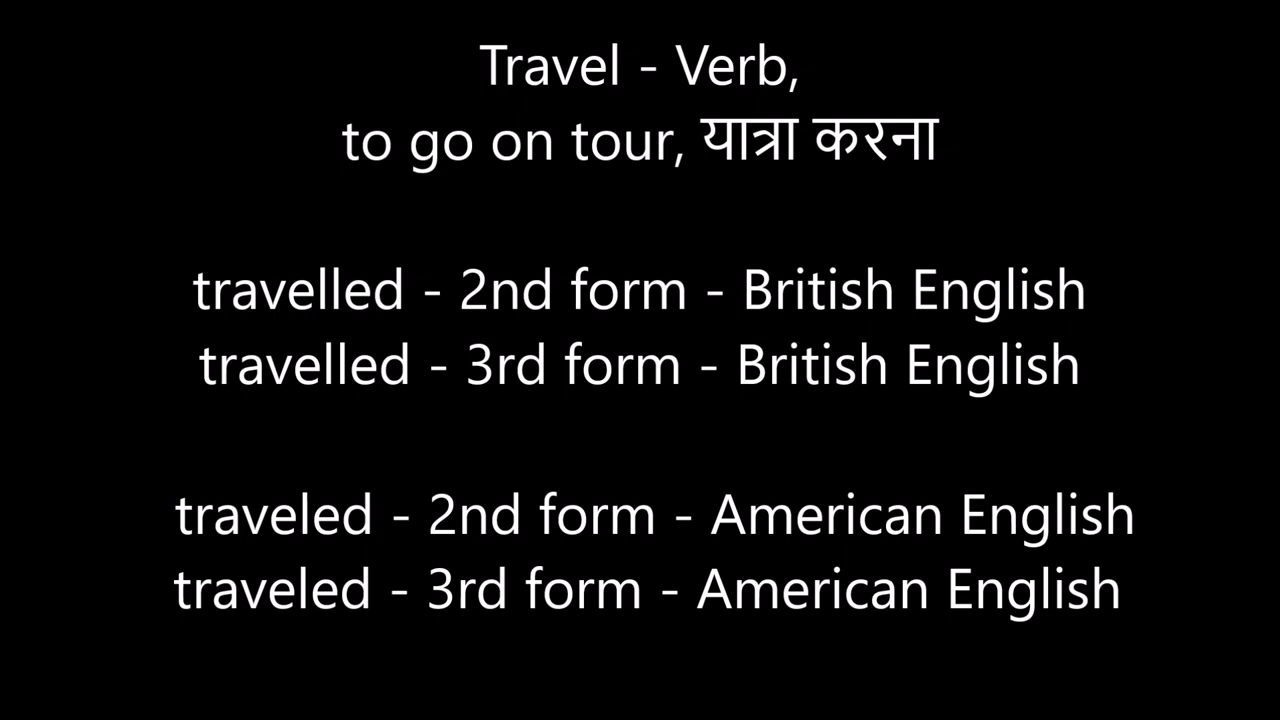 Travel - Verb,
to go on tour, यात्रा करना
travelled - 2nd form - British English
travelled - 3rd form - British English
traveled - 2nd form - American English
traveled - 3rd form - American English